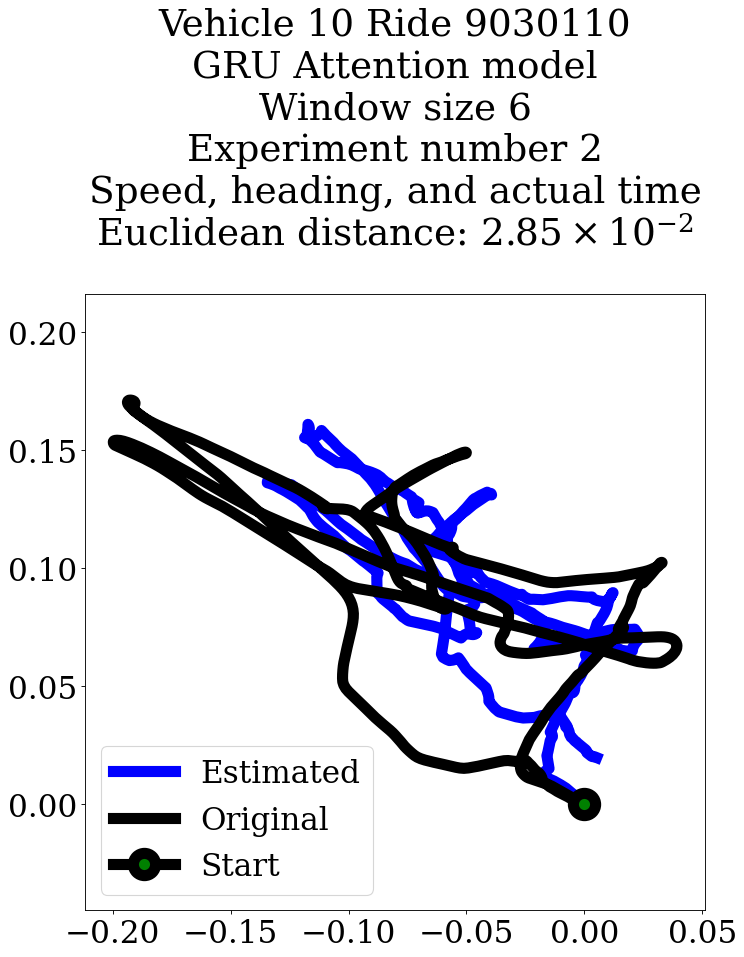 Vehicle 10 Ride 9030110
GRU Attention model
Window size 6
Experiment number 2
Speed, heading, and actual time
Euclidean distance: 2.85 × 10⁻²
0.20
0.15
0.10
0.05
0.00
Estimated
Original
Start
−0.20 −0.15 −0.10 −0.05 0.00 0.05